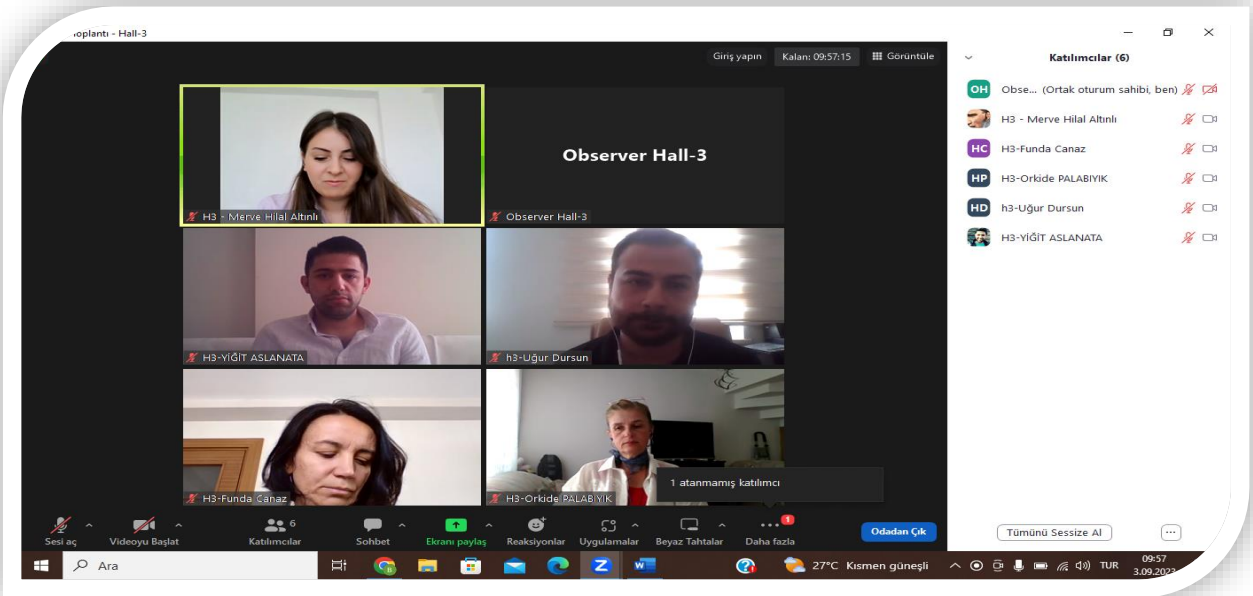 oplantı - Hall-3
Giriş yapın
Kalan: 09:57:15
Görüntüle
Observer Hall-3
H3 - Merve Hilal Altınlı
Observer Hall-3
H3-YİĞİT ASLANATA
h3-Uğur Dursun
H3-Funda Canaz
H3-Orkide PALABIYIK
1 atanmamış katılımcı
Katılımcılar (6)
OH Obse... (Ortak oturum sahibi, ben)
H3 - Merve Hilal Altınlı
HC H3-Funda Canaz
HP H3-Orkide PALABIYIK
HD h3-Uğur Dursun
H3-YİĞİT ASLANATA
Tümünü Sessize Al
...
6
1
Sesi aç
Videoyu Başlat
Katılımcılar
Sohbet
Ekranı paylaş
Reaksiyonlar
Uygulamalar
Beyaz Tahtalar
Daha fazla
Odadan Çık
Ara
27°C Kısmen güneşli
TUR
09:57
3.09.2023